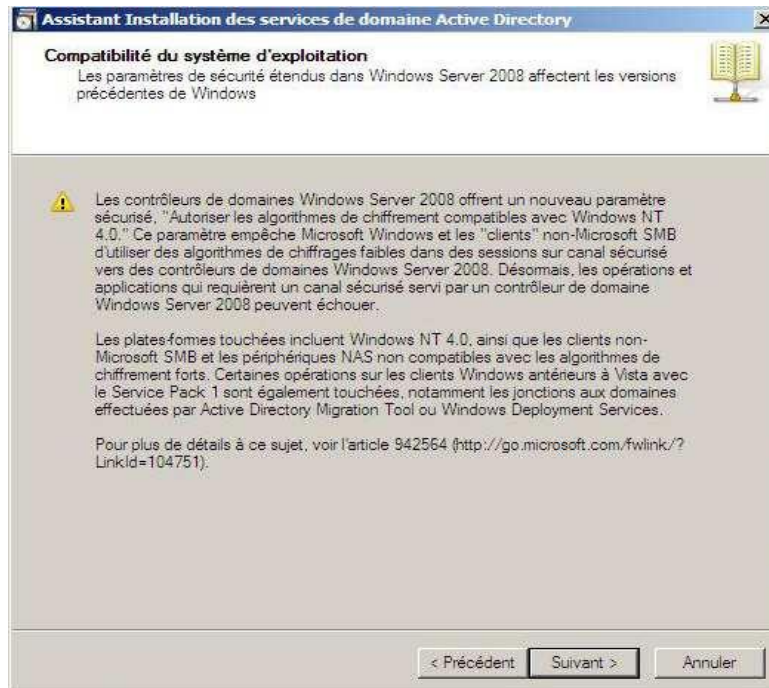 Assistant Installation des services de domaine Active Directory
Compatibilité du système d'exploitation
Les paramètres de sécurité étendus dans Windows Server 2008 affectent les versions
précédentes de Windows
Les contrôleurs de domaines Windows Server 2008 offrent un nouveau paramètre
sécurisé, "Autoriser les algorithmes de chiffrement compatibles avec Windows NT
4.0." Ce paramètre empêche Microsoft Windows et les "clients" non-Microsoft SMB
d'utiliser des algorithmes de chiffrages faibles dans des sessions sur canal sécurisé
vers des contrôleurs de domaines Windows Server 2008. Désormais, les opérations et
applications qui requièrent un canal sécurisé servi par un contrôleur de domaine
Windows Server 2008 peuvent échouer.
Les plates-formes touchées incluent Windows NT 4.0, ainsi que les clients non-
Microsoft SMB et les périphériques NAS non compatibles avec les algorithmes de
chiffrement forts. Certaines opérations sur les clients Windows antérieurs à Vista avec
le Service Pack 1 sont également touchées, notamment les jonctions aux domaines
effectuées par Active Directory Migration Tool ou Windows Deployment Services.
Pour plus de détails à ce sujet, voir l'article 942564 (http://go.microsoft.com/fwlink/?
LinkId=104751).
< Précédent
Suivant >
Annuler